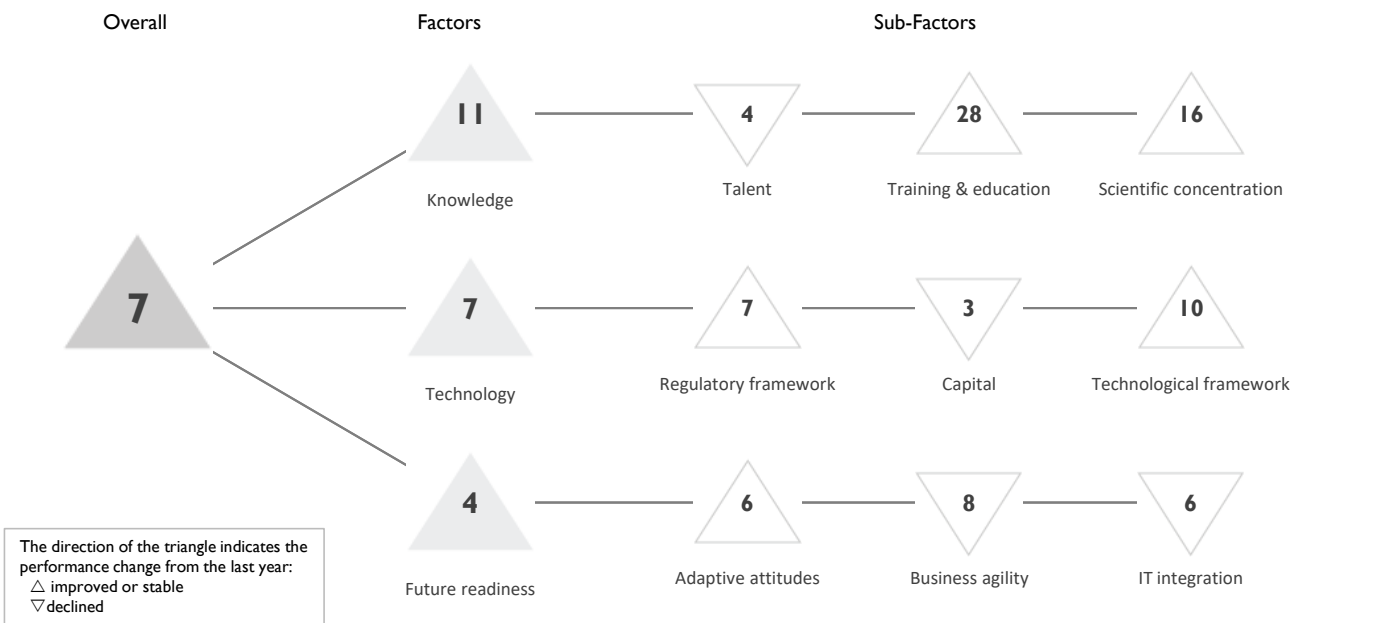 Overall Factors Sub-Factors
11 4 28 16
Knowledge Talent Training & education Scientific concentration
7
7 7 3 10
Technology Regulatory framework Capital Technological framework
4 6 8 6
Future readiness Adaptive attitudes Business agility IT integration
The direction of the triangle indicates the
performance change from the last year:
△ improved or stable
▽ declined